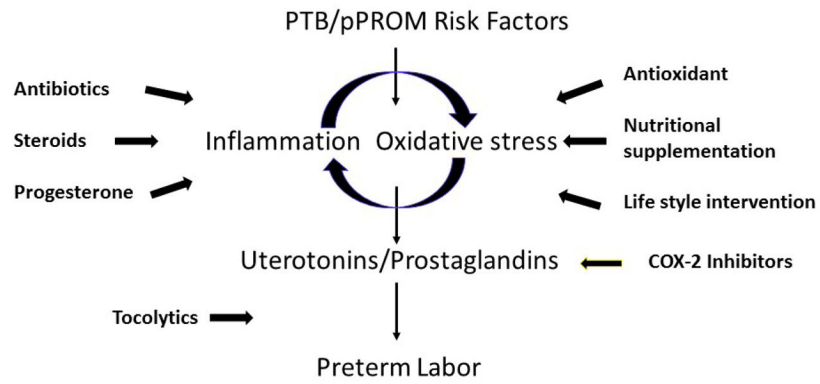 PTB/pPROM Risk Factors
Antibiotics
Antioxidant
Steroids
Inflammation Oxidative stress
Nutritional
supplementation
Progesterone
Life style intervention
Uterotonins/Prostaglandins
COX-2 Inhibitors
Tocolytics
Preterm Labor